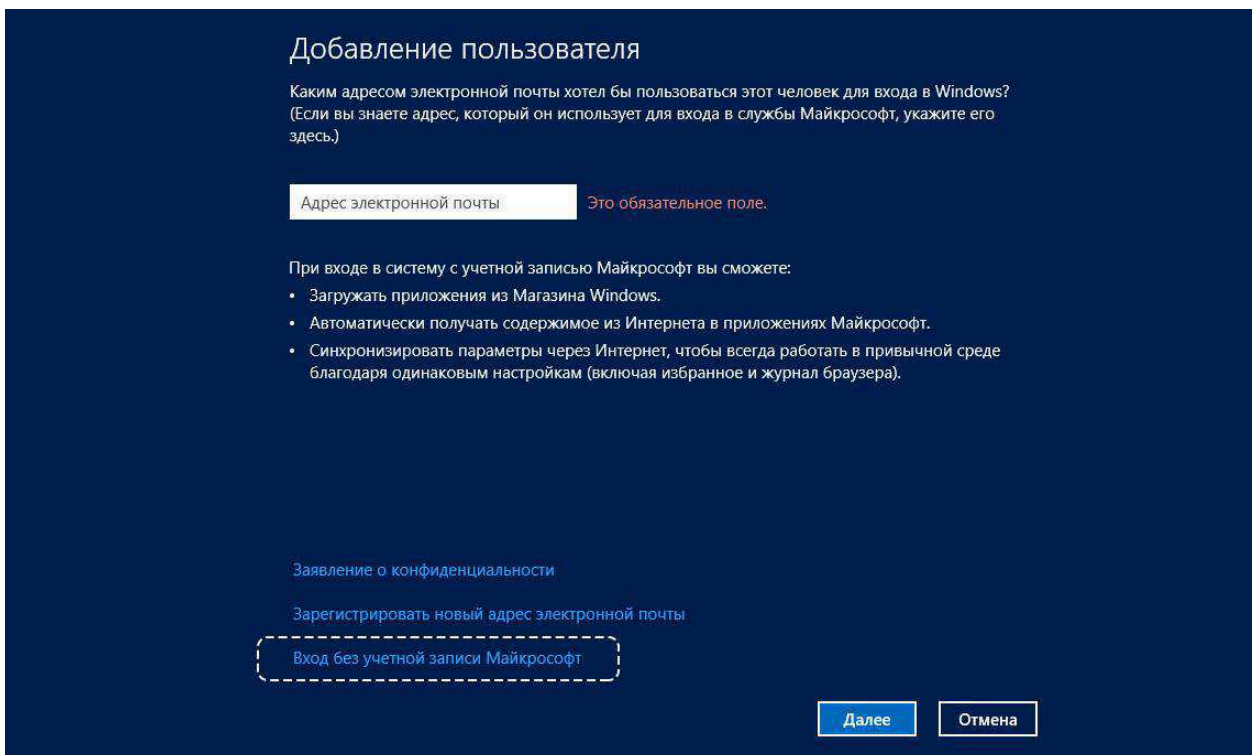 Добавление пользователя
Каким адресом электронной почты хотел бы пользоваться этот человек для входа в Windows?
(Если вы знаете адрес, который он использует для входа в службы Майкрософт, укажите его
здесь.)
Адрес электронной почты Это обязательное поле.
При входе в систему с учетной записью Майкрософт вы сможете:
• Загружать приложения из Магазина Windows.
• Автоматически получать содержимое из Интернета в приложениях Майкрософт.
• Синхронизировать параметры через Интернет, чтобы всегда работать в привычной среде
благодаря одинаковым настройкам (включая избранное и журнал браузера).
Заявление о конфиденциальности
Зарегистрировать новый адрес электронной почты
Вход без учетной записи Майкрософт
Далее Отмена